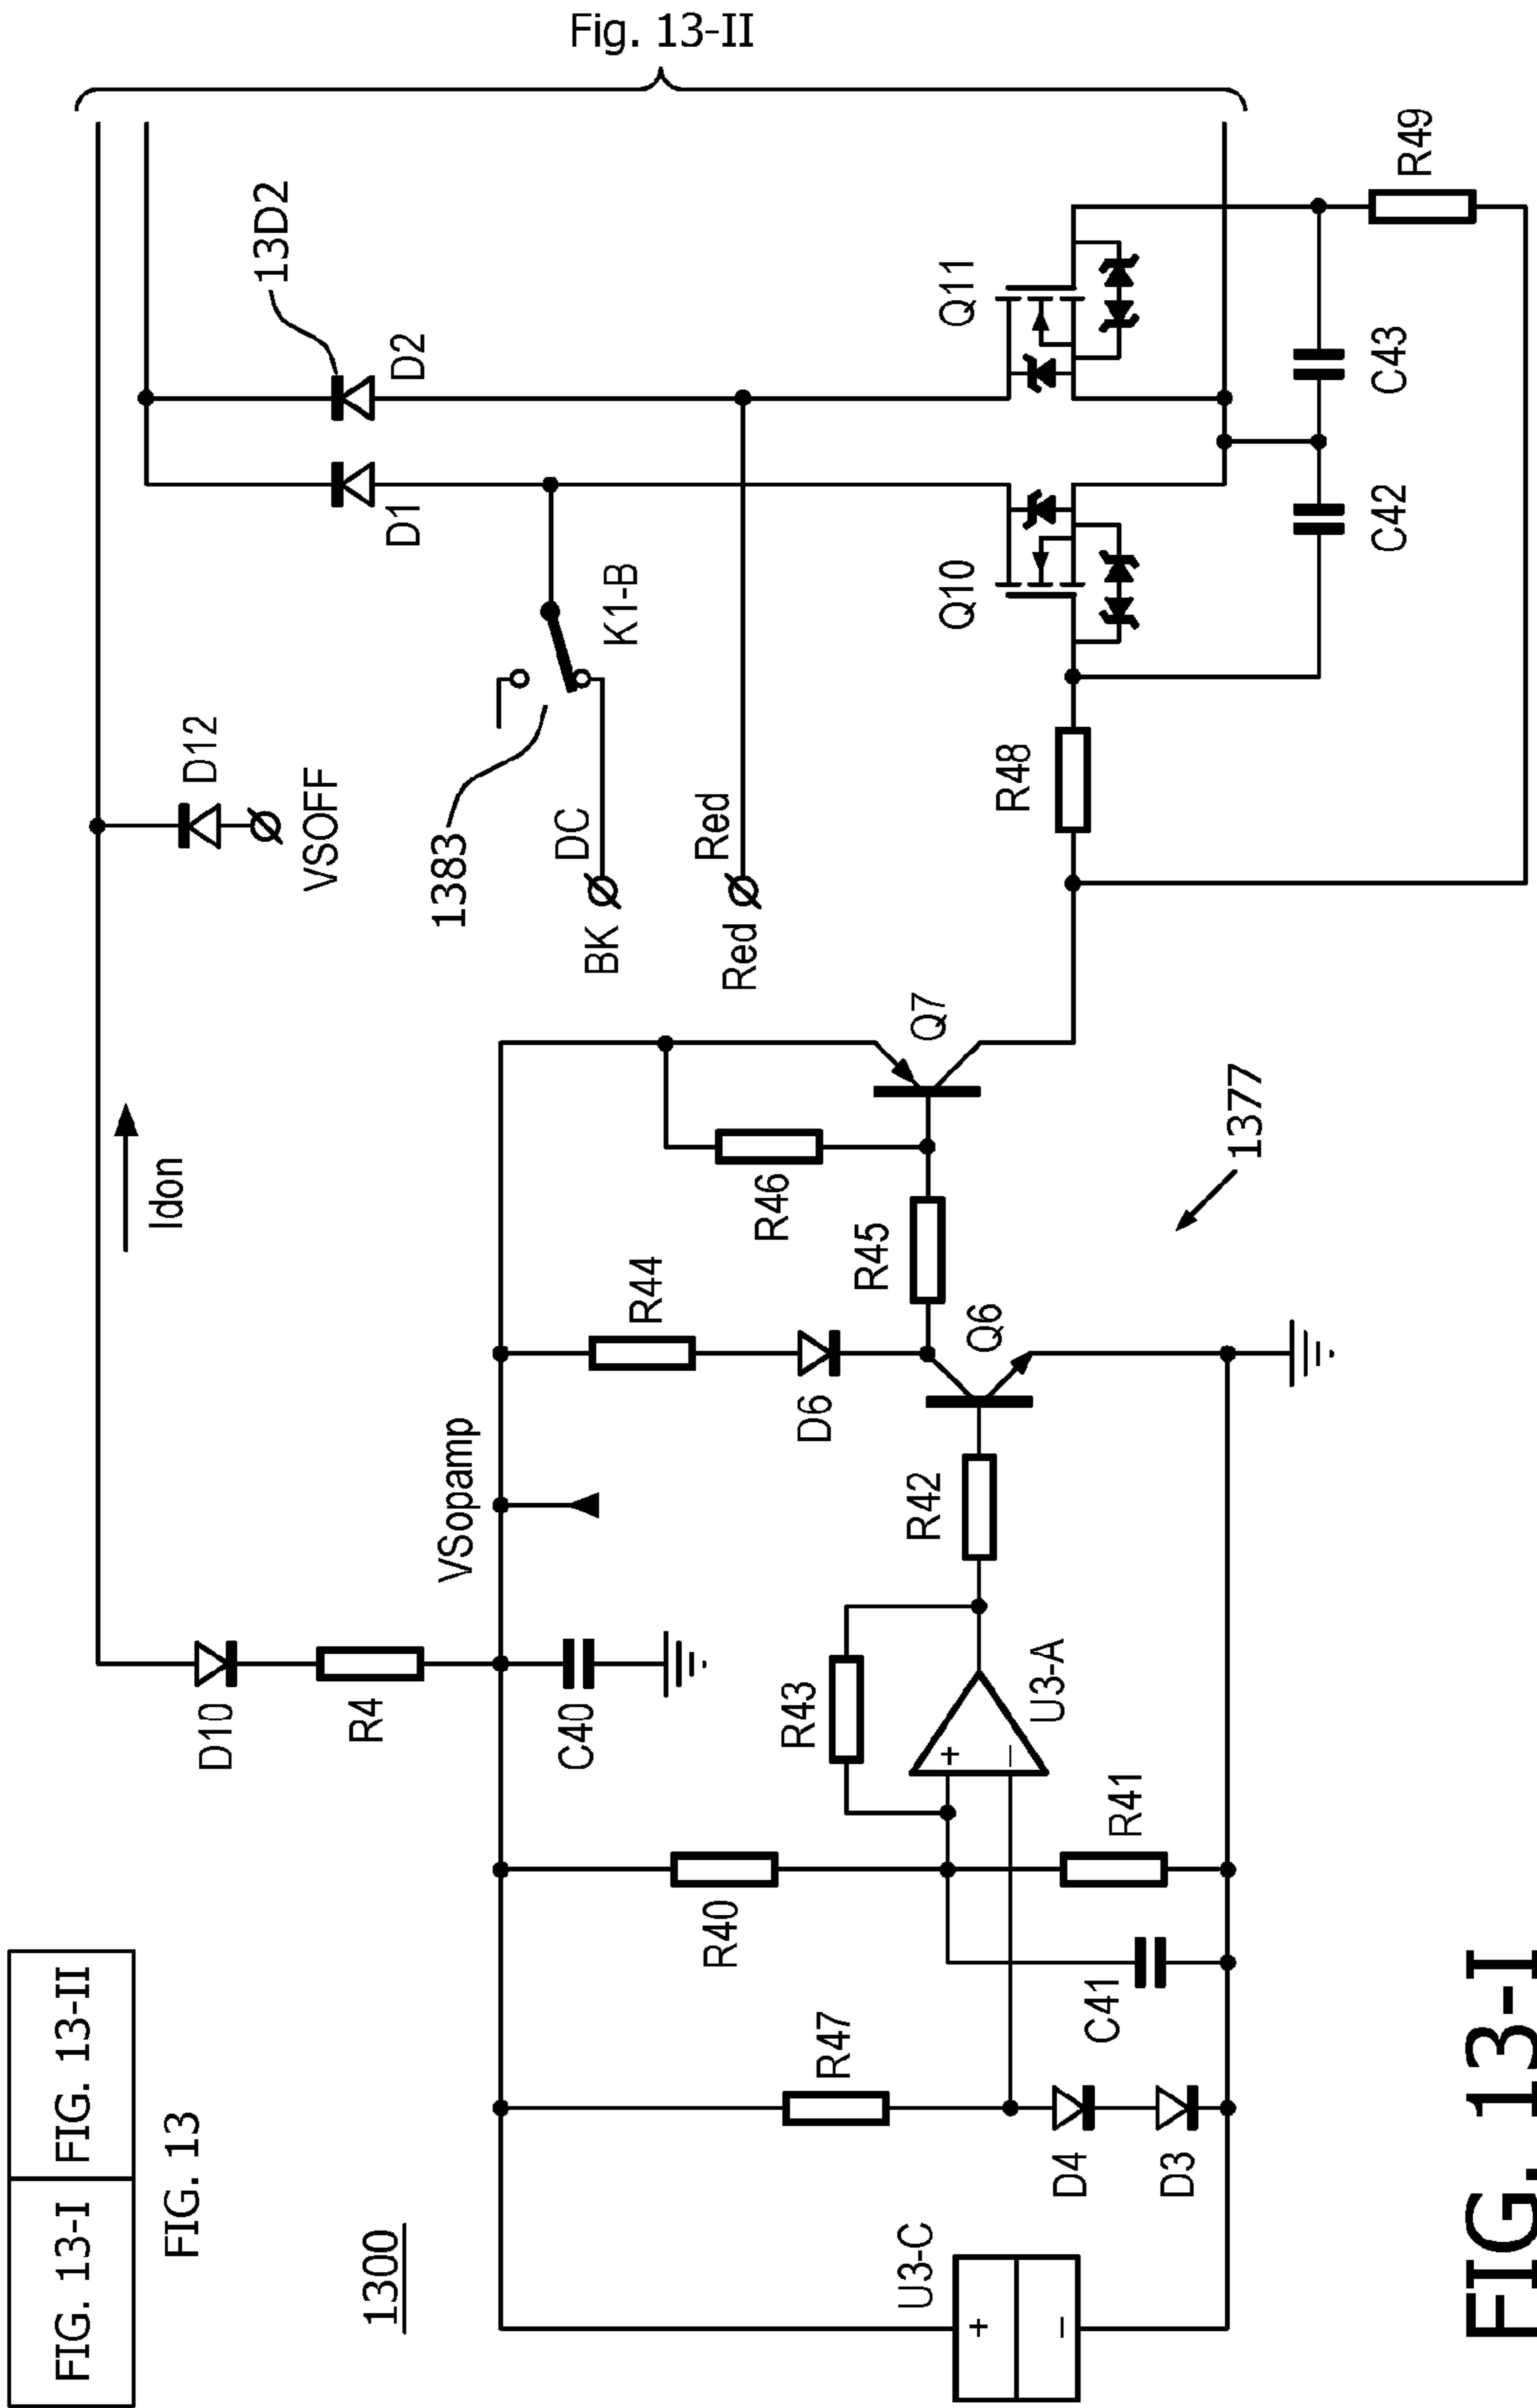 FIG. 13-I FIG. 13-II
FIG. 13
1300
Fig. 13-II
Idon
D12
VSOFF
13D2
D1
D2
D10
R4
VSopamp
C40
1383
K1-B
DC
BK
Red
Red
R44
R46
Q7
D6
R45
Q6
R47
R40
R43
R42
U3-A
+
−
R41
C41
D4
D3
U3-C
+
−
1377
R48
Q10
Q11
C42
C43
R49
FIG. 13-I